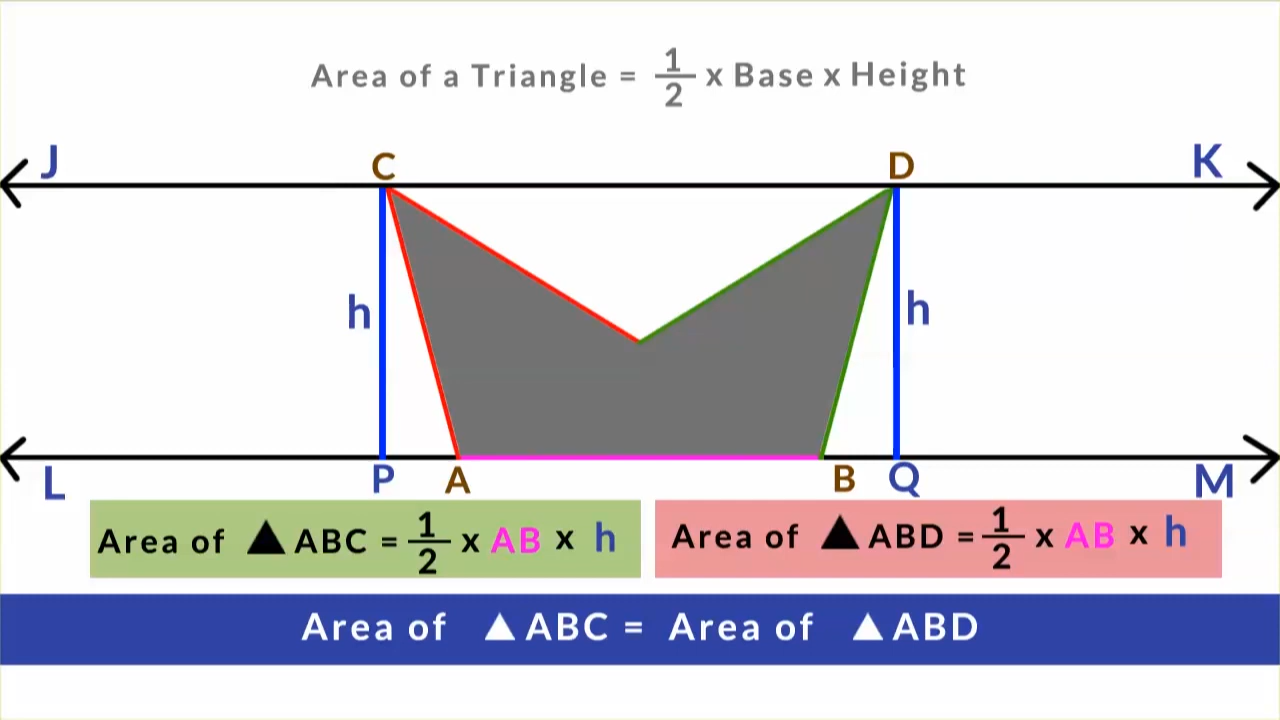 Area of a Triangle = 1/2 x Base x Height
J C D K
h h
L P A B Q M
Area of ▲ ABC = 1/2 x AB x h
Area of ▲ ABD = 1/2 x AB x h
Area of ▲ ABC = Area of ▲ ABD